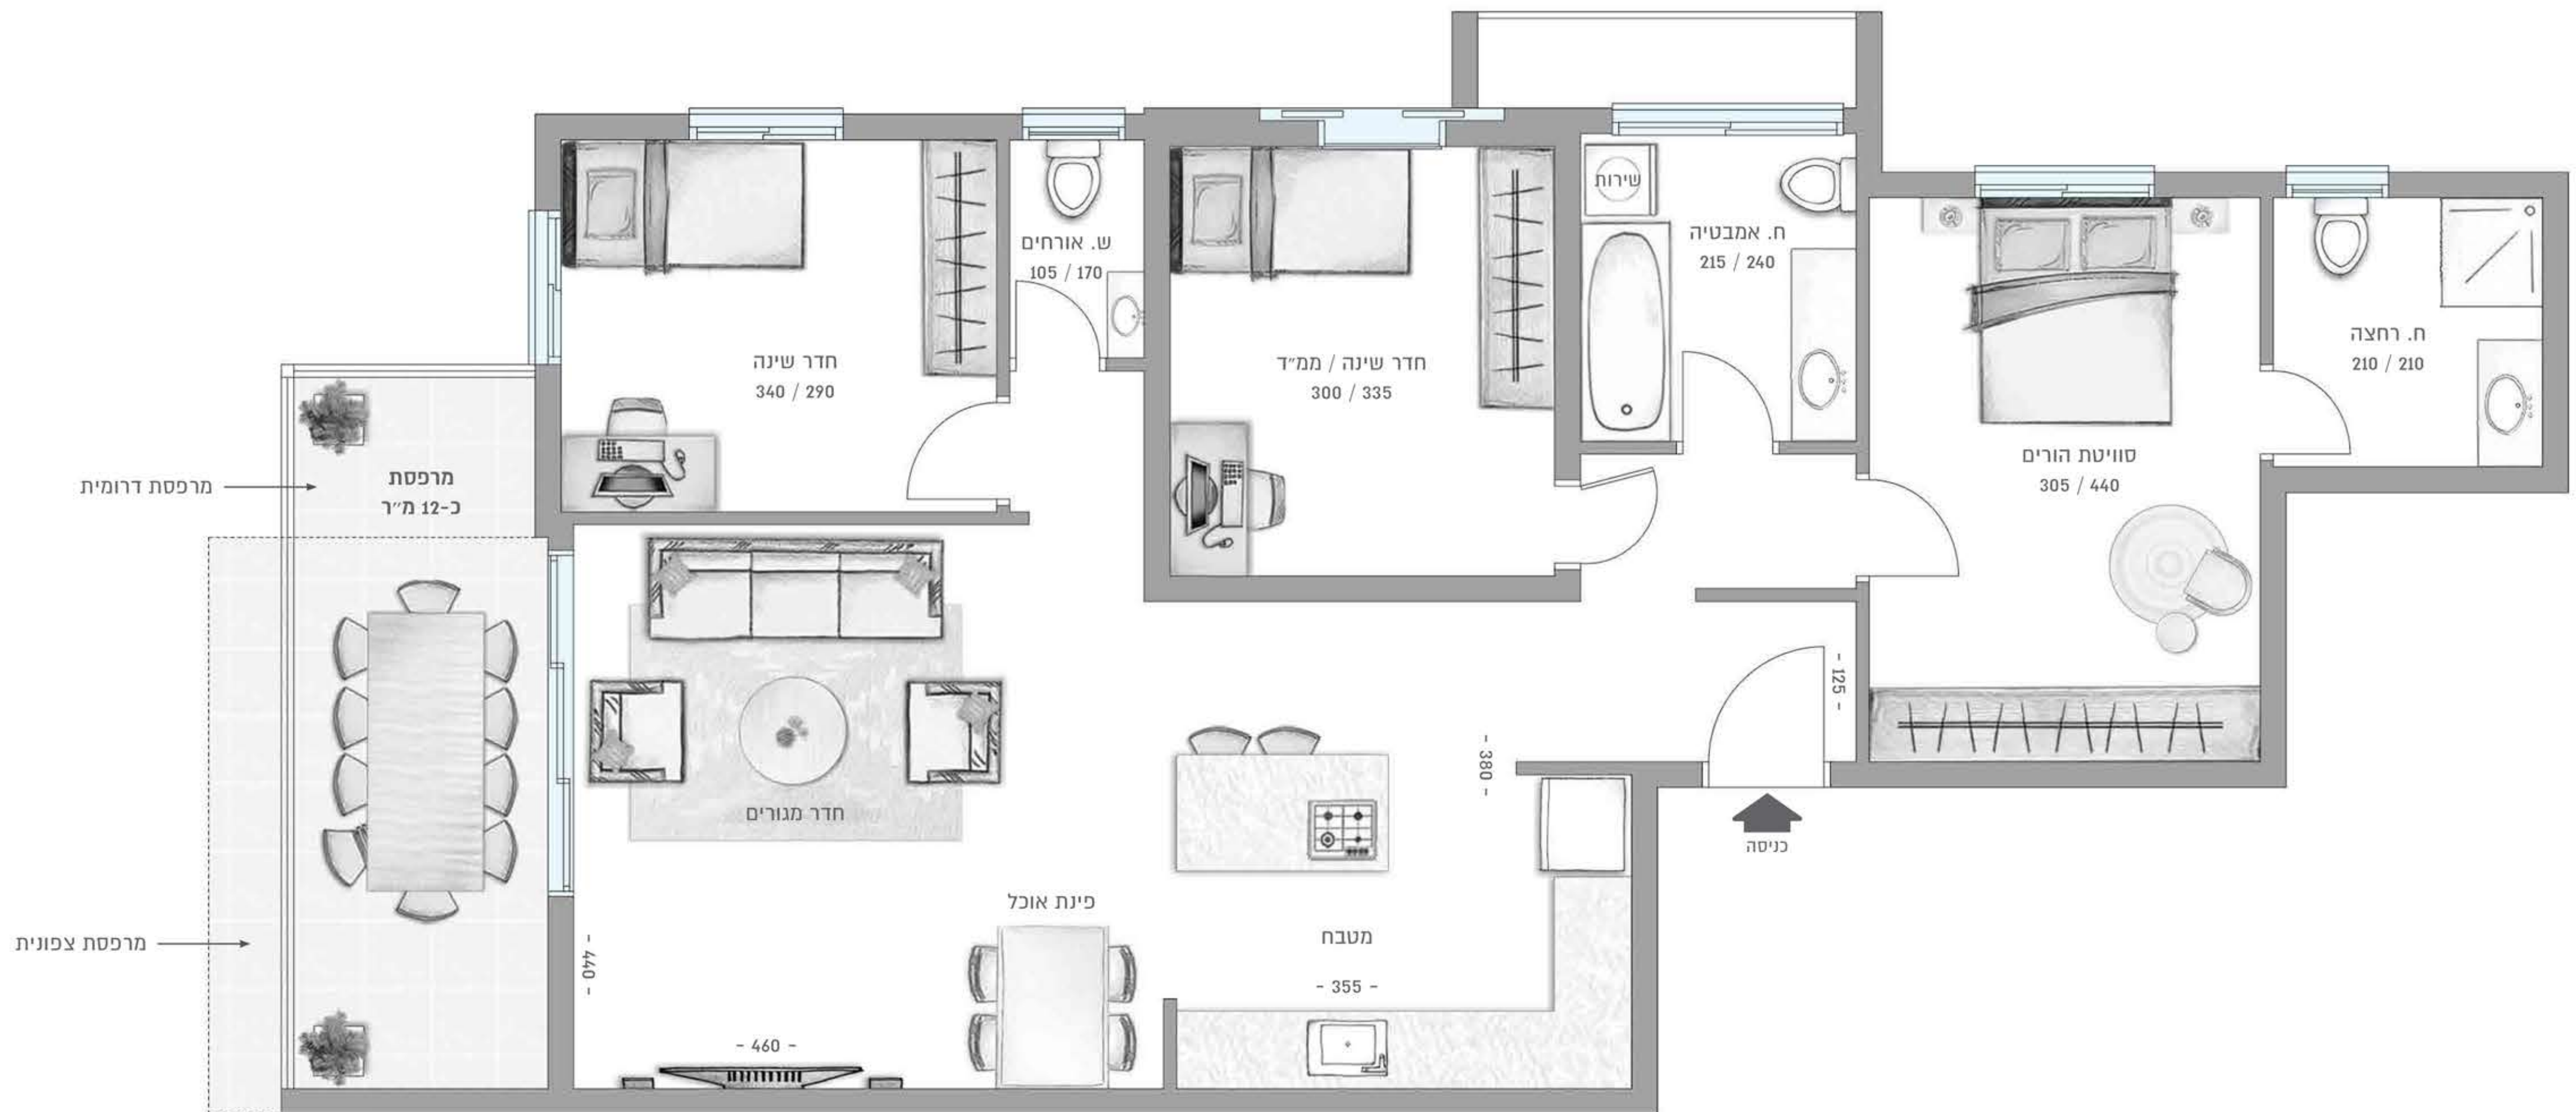 שירות
ח. אמבטיה
215 / 240
ש. אורחים
105 / 170
ח. רחצה
210 / 210
חדר שינה / ממ״ד
300 / 335
חדר שינה
340 / 290
סוויטת הורים
305 / 440
מרפסת
כ-12 מ״ר
מרפסת דרומית
- 125 -
- 380 -
חדר מגורים
כניסה
פינת אוכל
מטבח
מרפסת צפונית
- 440 -
- 355 -
- 460 -